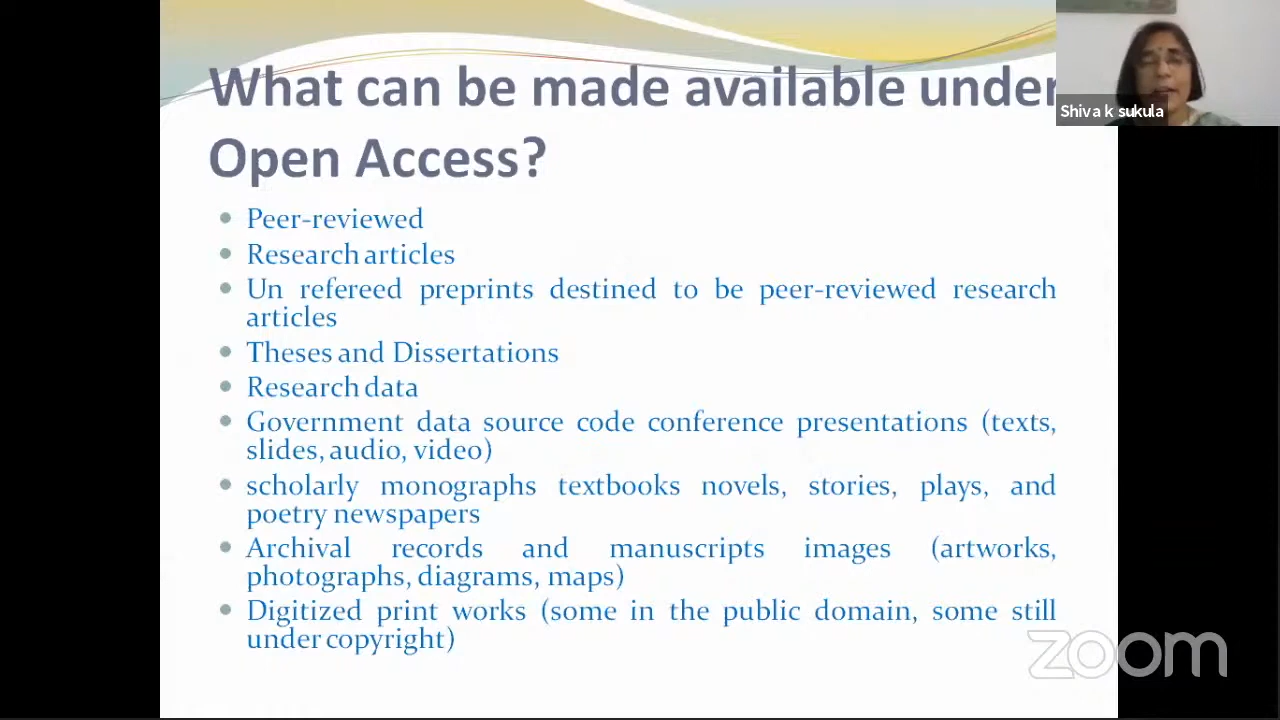 What can be made available under
Open Access?
Shiva k sukula
Peer-reviewed
Research articles
Un refereed preprints destined to be peer-reviewed research
articles
Theses and Dissertations
Research data
Government data source code conference presentations (texts,
slides, audio, video)
scholarly monographs textbooks novels, stories, plays, and
poetry newspapers
Archival records and manuscripts images (artworks,
photographs, diagrams, maps)
Digitized print works (some in the public domain, some still
under copyright)
zoom